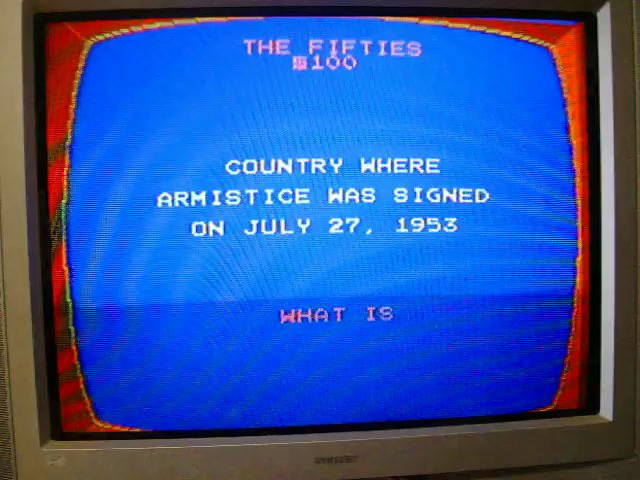 THE FIFTIES
$100
COUNTRY WHERE
ARMISTICE WAS SIGNED
ON JULY 27, 1953
WHAT IS